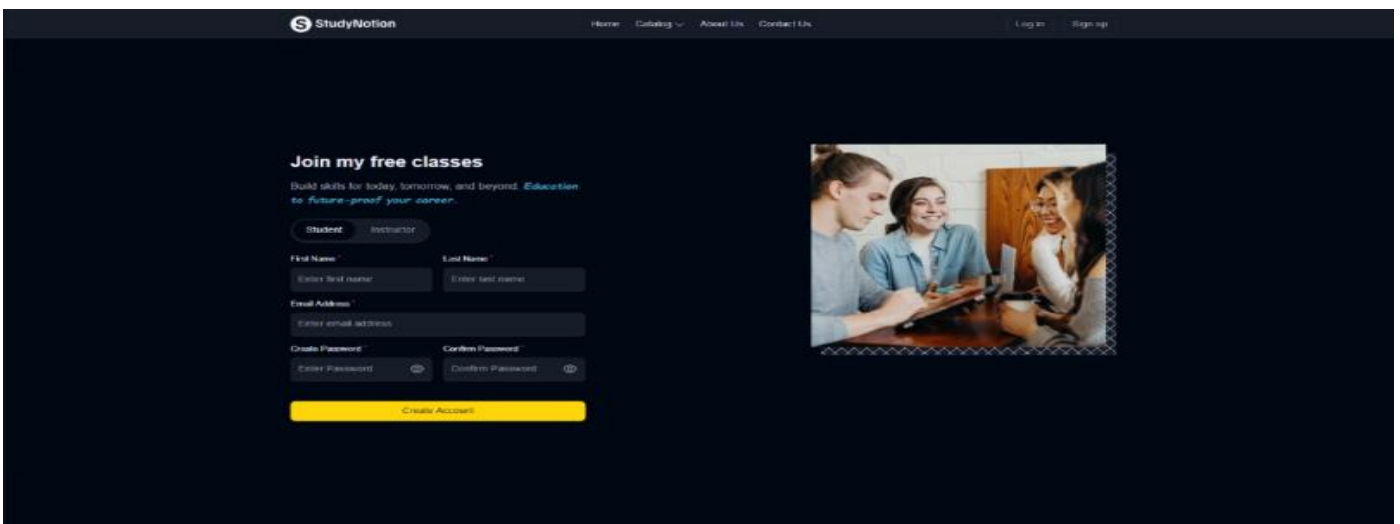 StudyNotion
Home Catalog About Us Contact Us
Log in Sign up
Join my free classes
Build skills for today, tomorrow, and beyond. Education
to future-proof your career.
Student Instructor
First Name * Last Name *
Enter first name Enter last name
Email Address *
Enter email address
Create Password * Confirm Password *
Enter Password Confirm Password
Create Account